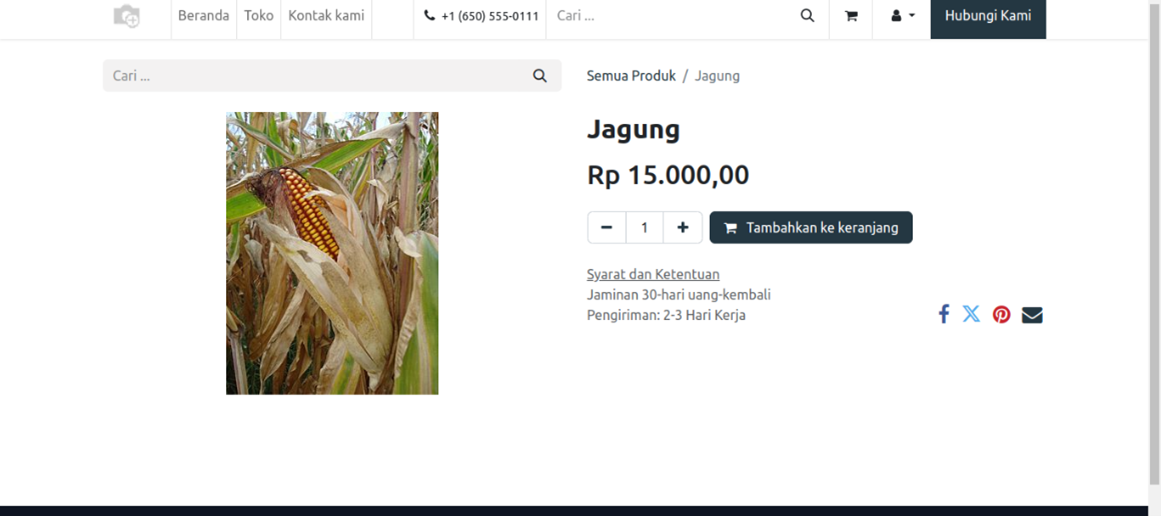 Beranda
Toko
Kontak kami
+1 (650) 555-0111
Cari ...
Hubungi Kami
Cari ...
Semua Produk / Jagung
Jagung
Rp 15.000,00
1
Tambahkan ke keranjang
Syarat dan Ketentuan
Jaminan 30-hari uang-kembali
Pengiriman: 2-3 Hari Kerja